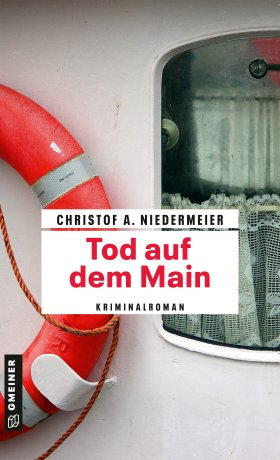 CHRISTOF A. NIEDERMEIER
Tod auf
dem Main
KRIMINALROMAN
GMEINER